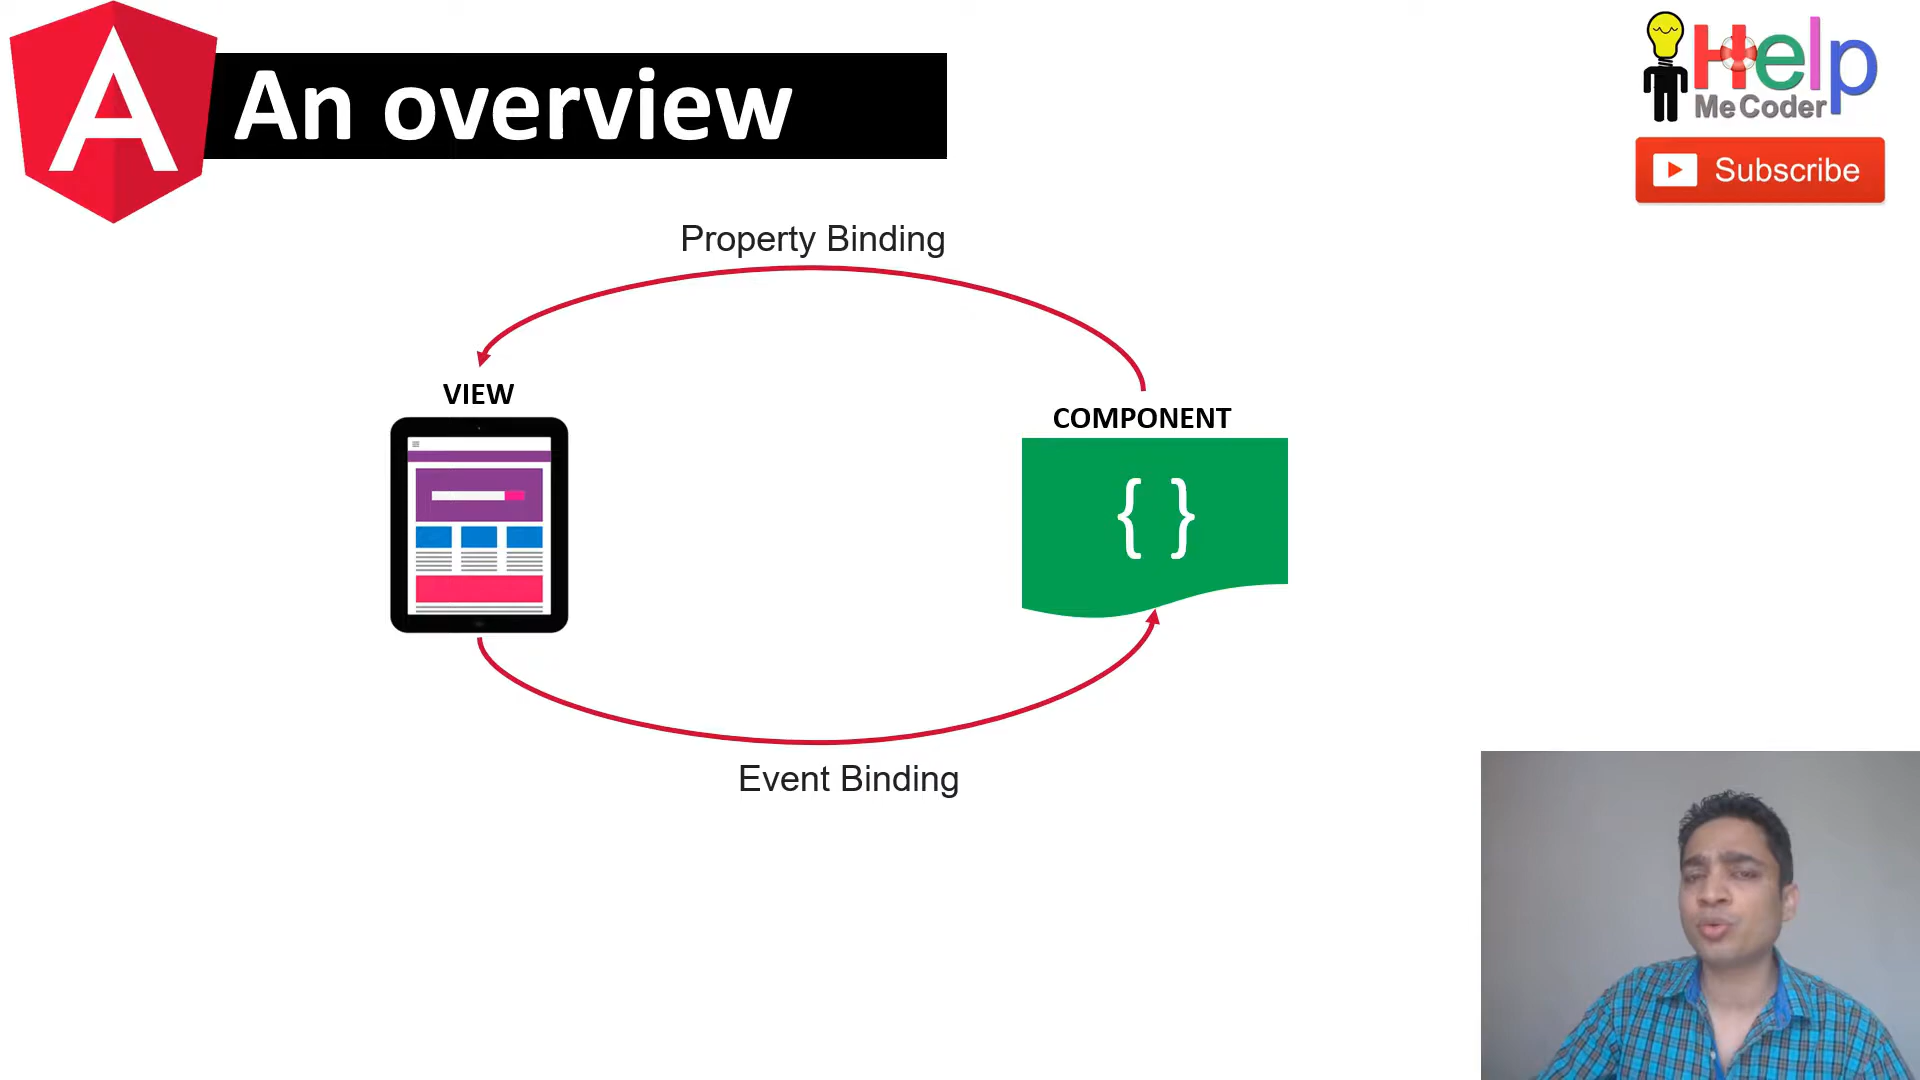 A
An overview
Help
Me Coder
Subscribe
Property Binding
VIEW
COMPONENT
{ }
Event Binding